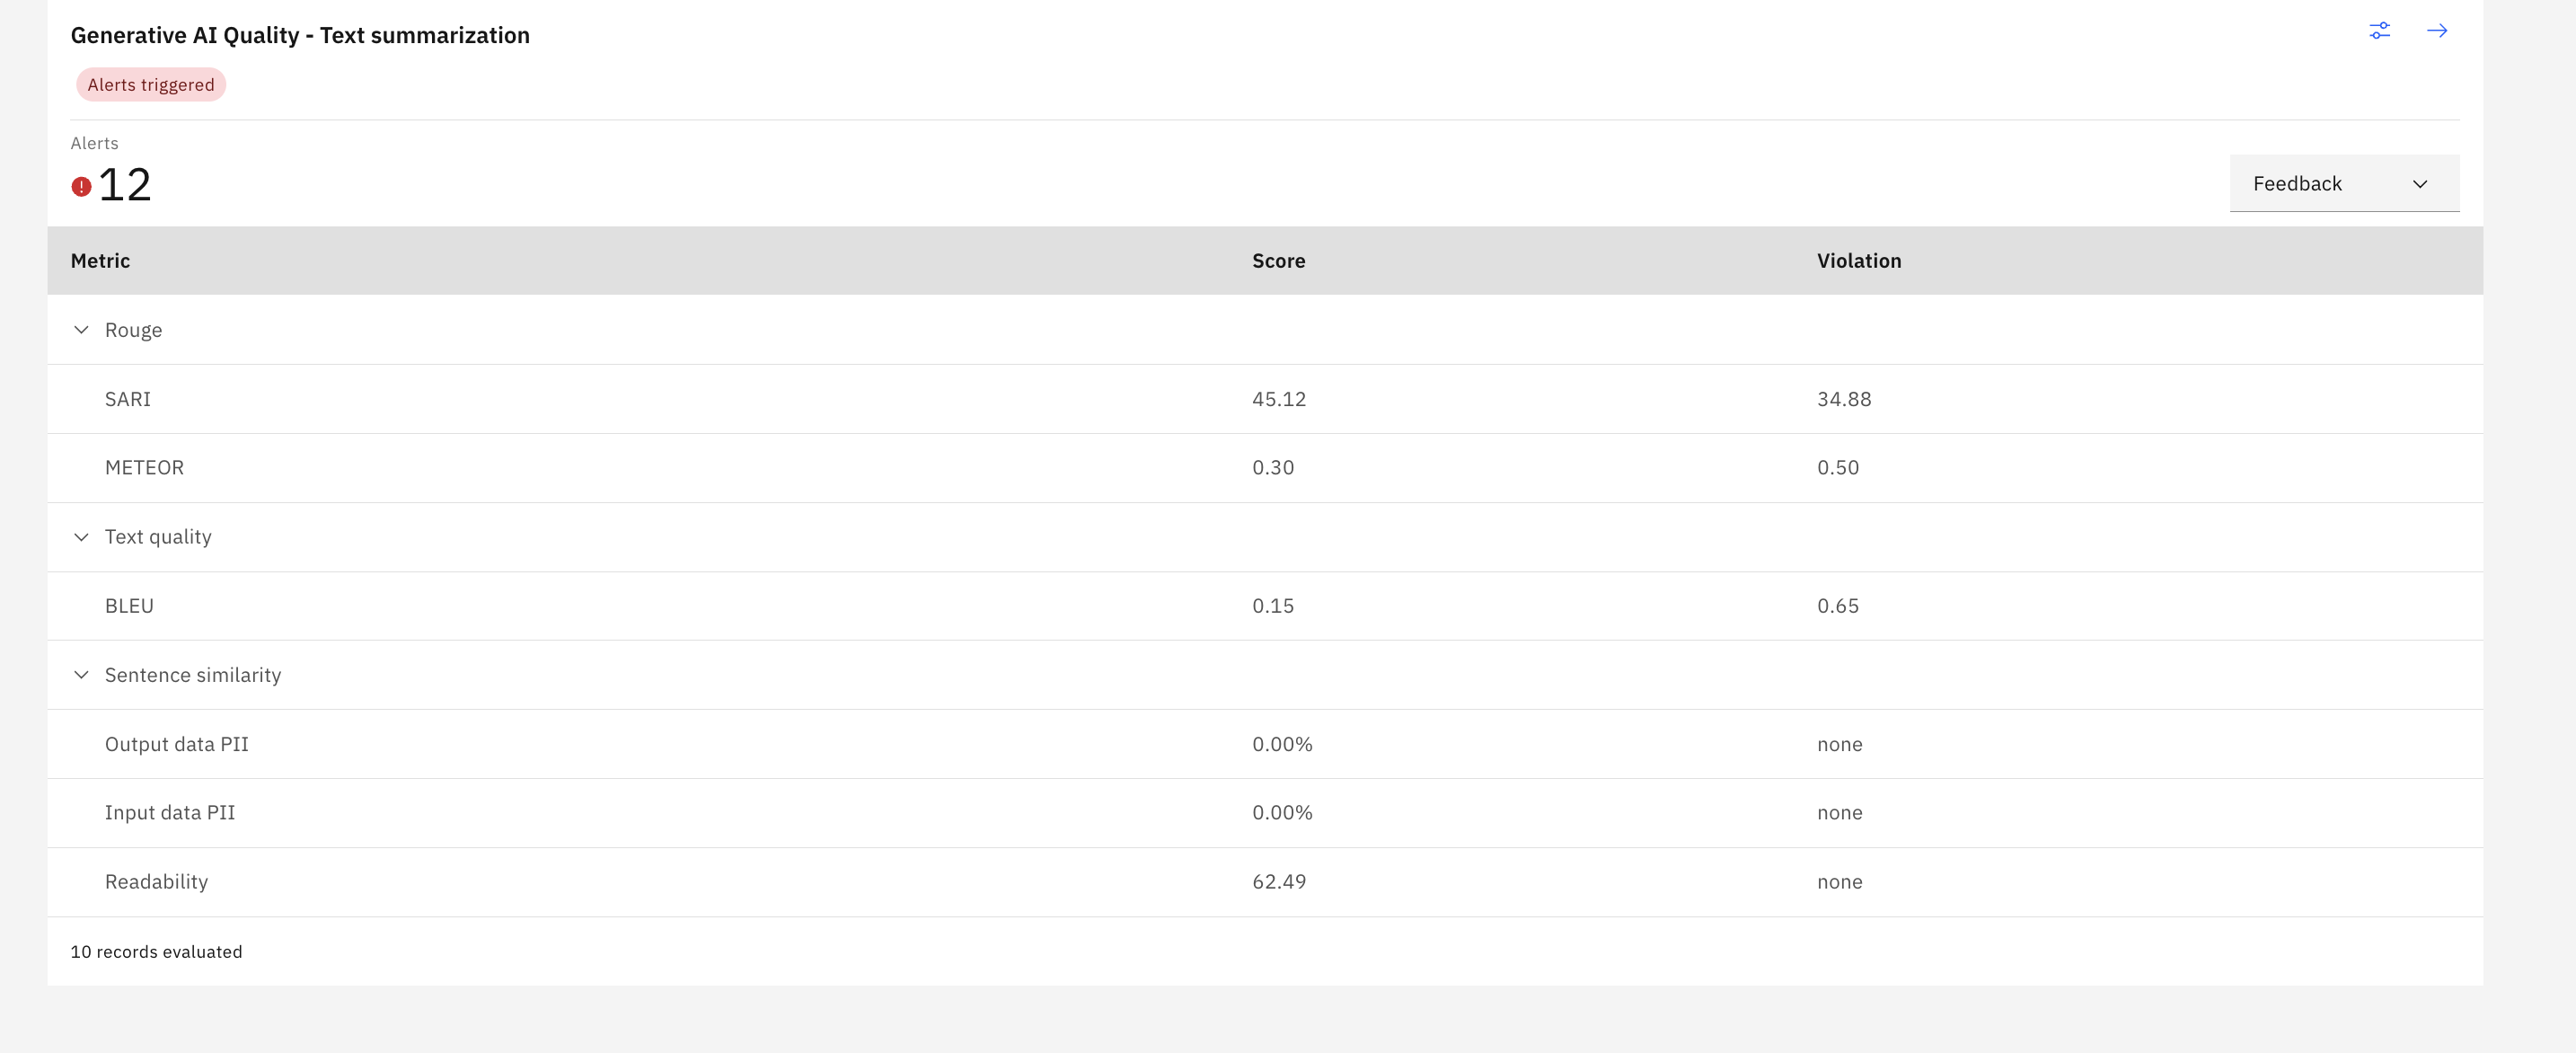 Generative AI Quality - Text summarization
Alerts triggered
Alerts
12
Feedback
Metric Score Violation
Rouge
SARI 45.12 34.88
METEOR 0.30 0.50
Text quality
BLEU 0.15 0.65
Sentence similarity
Output data PII 0.00% none
Input data PII 0.00% none
Readability 62.49 none
10 records evaluated